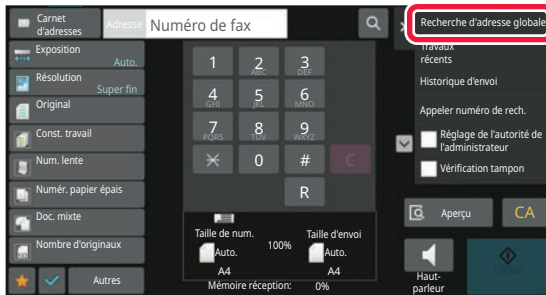 Carnet
d'adresses
Adresse
Numéro de fax
Recherche d'adresse globale
Travaux
récents
Historique d'envoi
Appeler numéro de rech.
Réglage de l'autorité de
l'administrateur
Vérification tampon
Exposition
Auto.
Résolution
Super fin
Original
Const. travail
Num. lente
Numér. papier épais
Doc. mixte
Nombre d'originaux
Autres
1
2
ABC
3
DEF
4
GHI
5
JKL
6
MNO
7
PQRS
8
TUV
9
WXYZ
0
#
C
R
Taille de num.
Auto.
A4
100%
Taille d'envoi
Auto.
A4
Mémoire réception: 0%
Aperçu
CA
Haut-
parleur
Départ